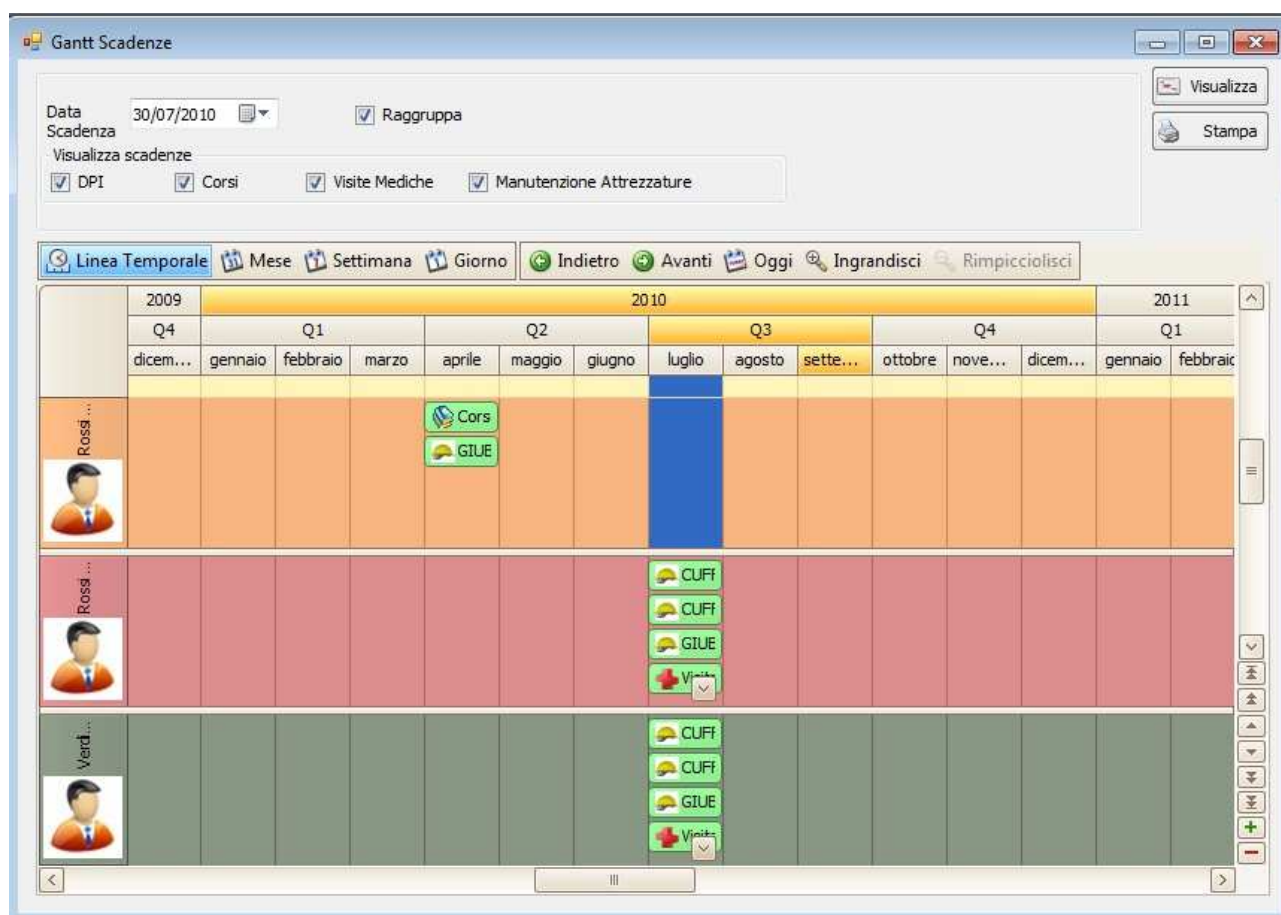 Gantt Scadenze
Visualizza
Data Scadenza 30/07/2010 Raggruppa
Stampa
Visualizza scadenze
DPI Corsi Visite Mediche Manutenzione Attrezzature
Linea Temporale Mese Settimana Giorno Indietro Avanti Oggi Ingrandisci Rimpicciolisci
2009 2010 2011
Q4 Q1 Q2 Q3 Q4 Q1
dicem... gennaio febbraio marzo aprile maggio giugno luglio agosto sette... ottobre nove... dicem... gennaio febbraio
Rossi ...
Cors
GIUE
Rossi ...
CUFF
CUFF
GIUE
Visite
Verdi...
CUFF
CUFF
GIUE
Visite